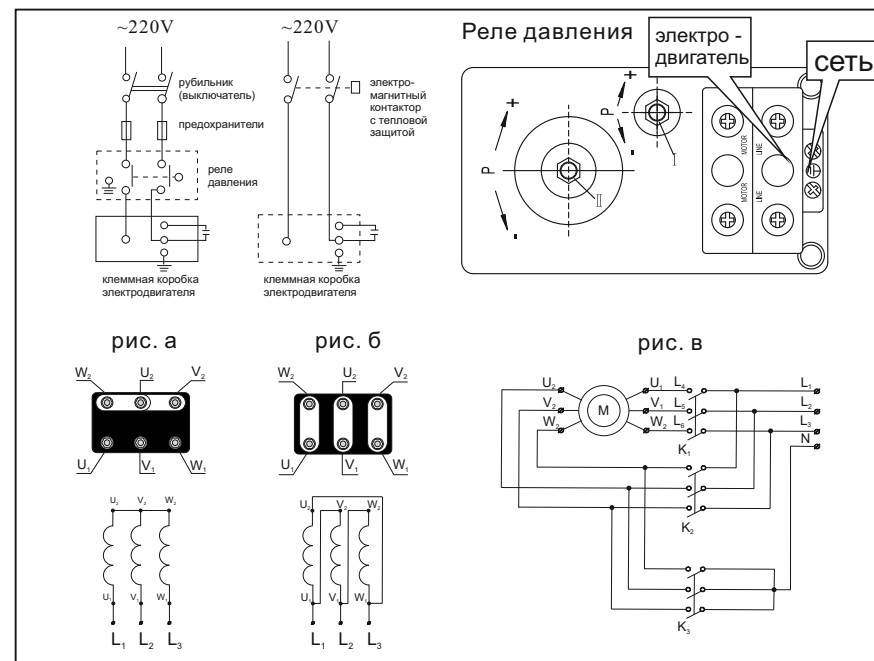 ~220V
~220V
рубильник
(выключатель)
предохранители
реле
давления
клеммная коробка
электродвигателя
электро-
магнитный
контактор
с тепловой
защитой
клеммная коробка
электродвигателя
Реле давления
электро -
двигатель
сеть
+
P
-
+
P
-
I
II
MOTOR
LINE
MOTOR
LINE
рис. а
W₂ U₂ V₂
U₁ V₁ W₁
U₂ V₂ W₂
U₁ V₁ W₁
L₁ L₂ L₃
рис. б
W₂ U₂ V₂
U₁ V₁ W₁
U₂ V₂ W₂
U₁ V₁ W₁
L₁ L₂ L₃
рис. в
U₂ M U₁ L₄ L₁
V₂ V₁ L₅ L₂
W₂ W₂ L₆ L₃
N
K₁
K₂
K₃